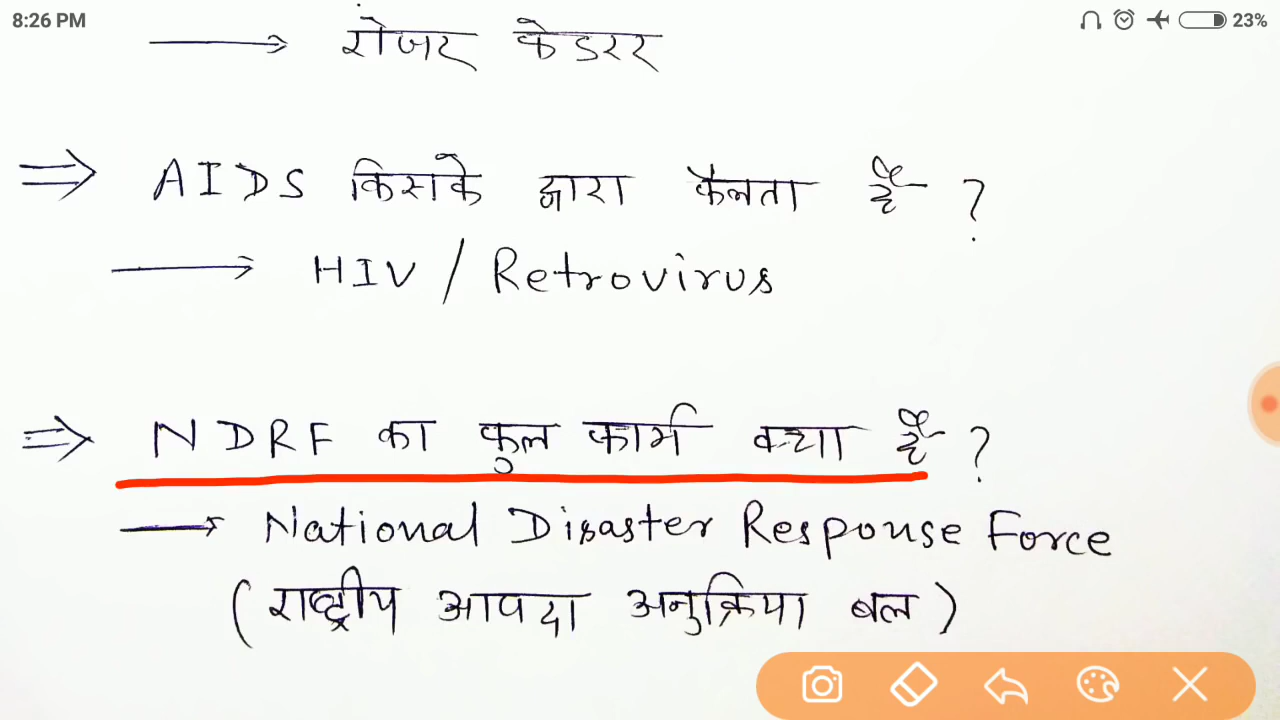 8:26 PM 23%
→ रोजर फेडरर
⇒ AIDS किसके द्वारा फैलता है ?
→ HIV / Retrovirus
⇒ NDRF का फुल फार्म क्या है ?
→ National Disaster Response Force
(राष्ट्रीय आपदा अनुक्रिया बल)